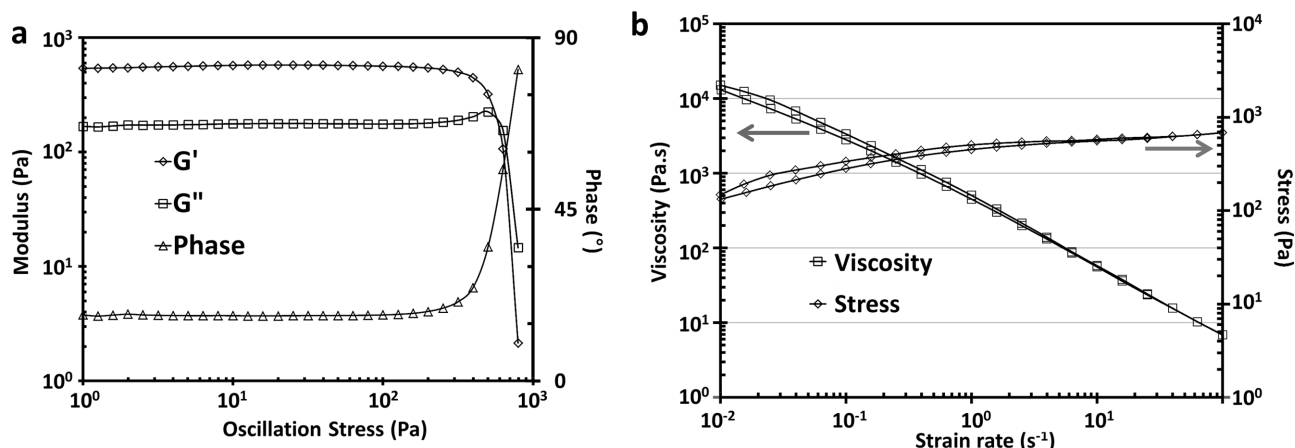 a
10³
10²
10¹
10⁰
Modulus (Pa)
G'
G"
Phase
90
45
0
Phase (°)
10⁰ 10¹ 10² 10³
Oscillation Stress (Pa)
b
10⁵
10⁴
10³
10²
10¹
10⁰
Viscosity (Pa.s)
Viscosity
Stress
10⁴
10³
10²
10¹
10⁰
Stress
(Pa)
10⁻² 10⁻¹ 10⁰ 10¹
Strain rate (s⁻¹)